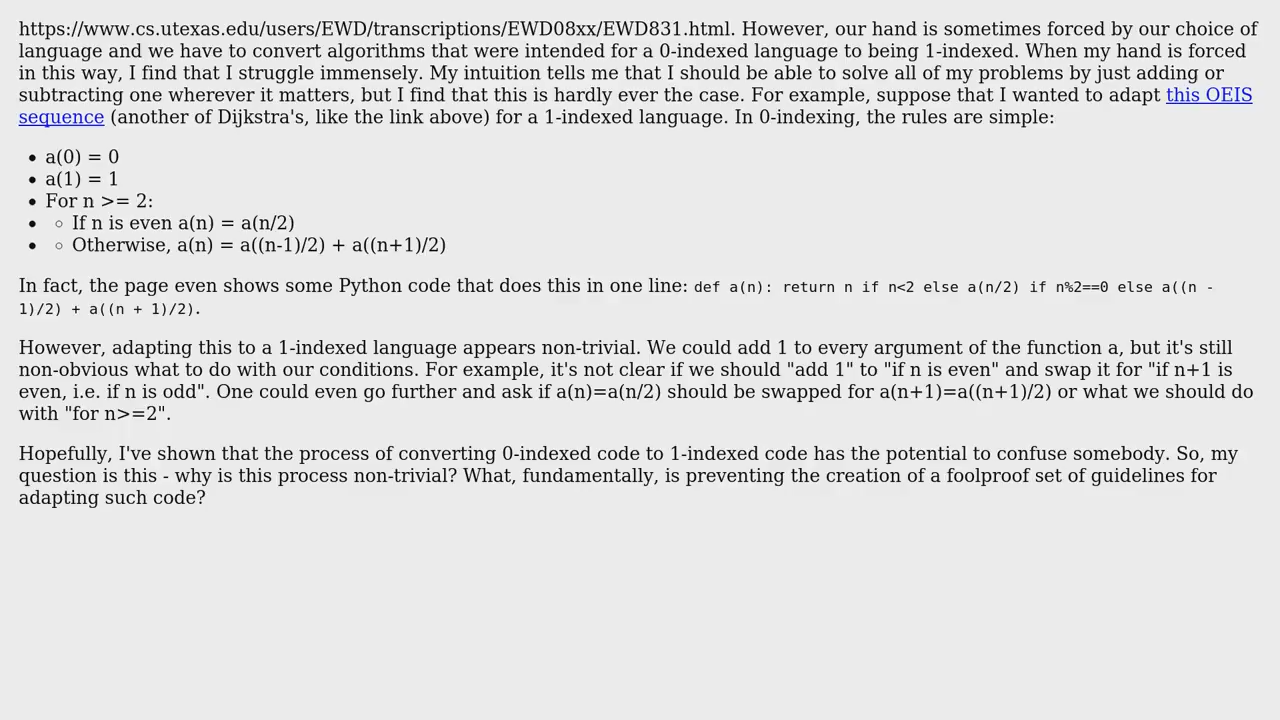 https://www.cs.utexas.edu/users/EWD/transcriptions/EWD08xx/EWD831.html. However, our hand is sometimes forced by our choice of
language and we have to convert algorithms that were intended for a 0-indexed language to being 1-indexed. When my hand is forced
in this way, I find that I struggle immensely. My intuition tells me that I should be able to solve all of my problems by just adding or
subtracting one wherever it matters, but I find that this is hardly ever the case. For example, suppose that I wanted to adapt this OEIS
sequence (another of Dijkstra's, like the link above) for a 1-indexed language. In 0-indexing, the rules are simple:
• a(0) = 0
• a(1) = 1
• For n >= 2:
• ◦ If n is even a(n) = a(n/2)
• ◦ Otherwise, a(n) = a((n-1)/2) + a((n+1)/2)
In fact, the page even shows some Python code that does this in one line: def a(n): return n if n<2 else a(n/2) if n%2==0 else a((n -
1)/2) + a((n + 1)/2).
However, adapting this to a 1-indexed language appears non-trivial. We could add 1 to every argument of the function a, but it's still
non-obvious what to do with our conditions. For example, it's not clear if we should "add 1" to "if n is even" and swap it for "if n+1 is
even, i.e. if n is odd". One could even go further and ask if a(n)=a(n/2) should be swapped for a(n+1)=a((n+1)/2) or what we should do
with "for n>=2".
Hopefully, I've shown that the process of converting 0-indexed code to 1-indexed code has the potential to confuse somebody. So, my
question is this - why is this process non-trivial? What, fundamentally, is preventing the creation of a foolproof set of guidelines for
adapting such code?